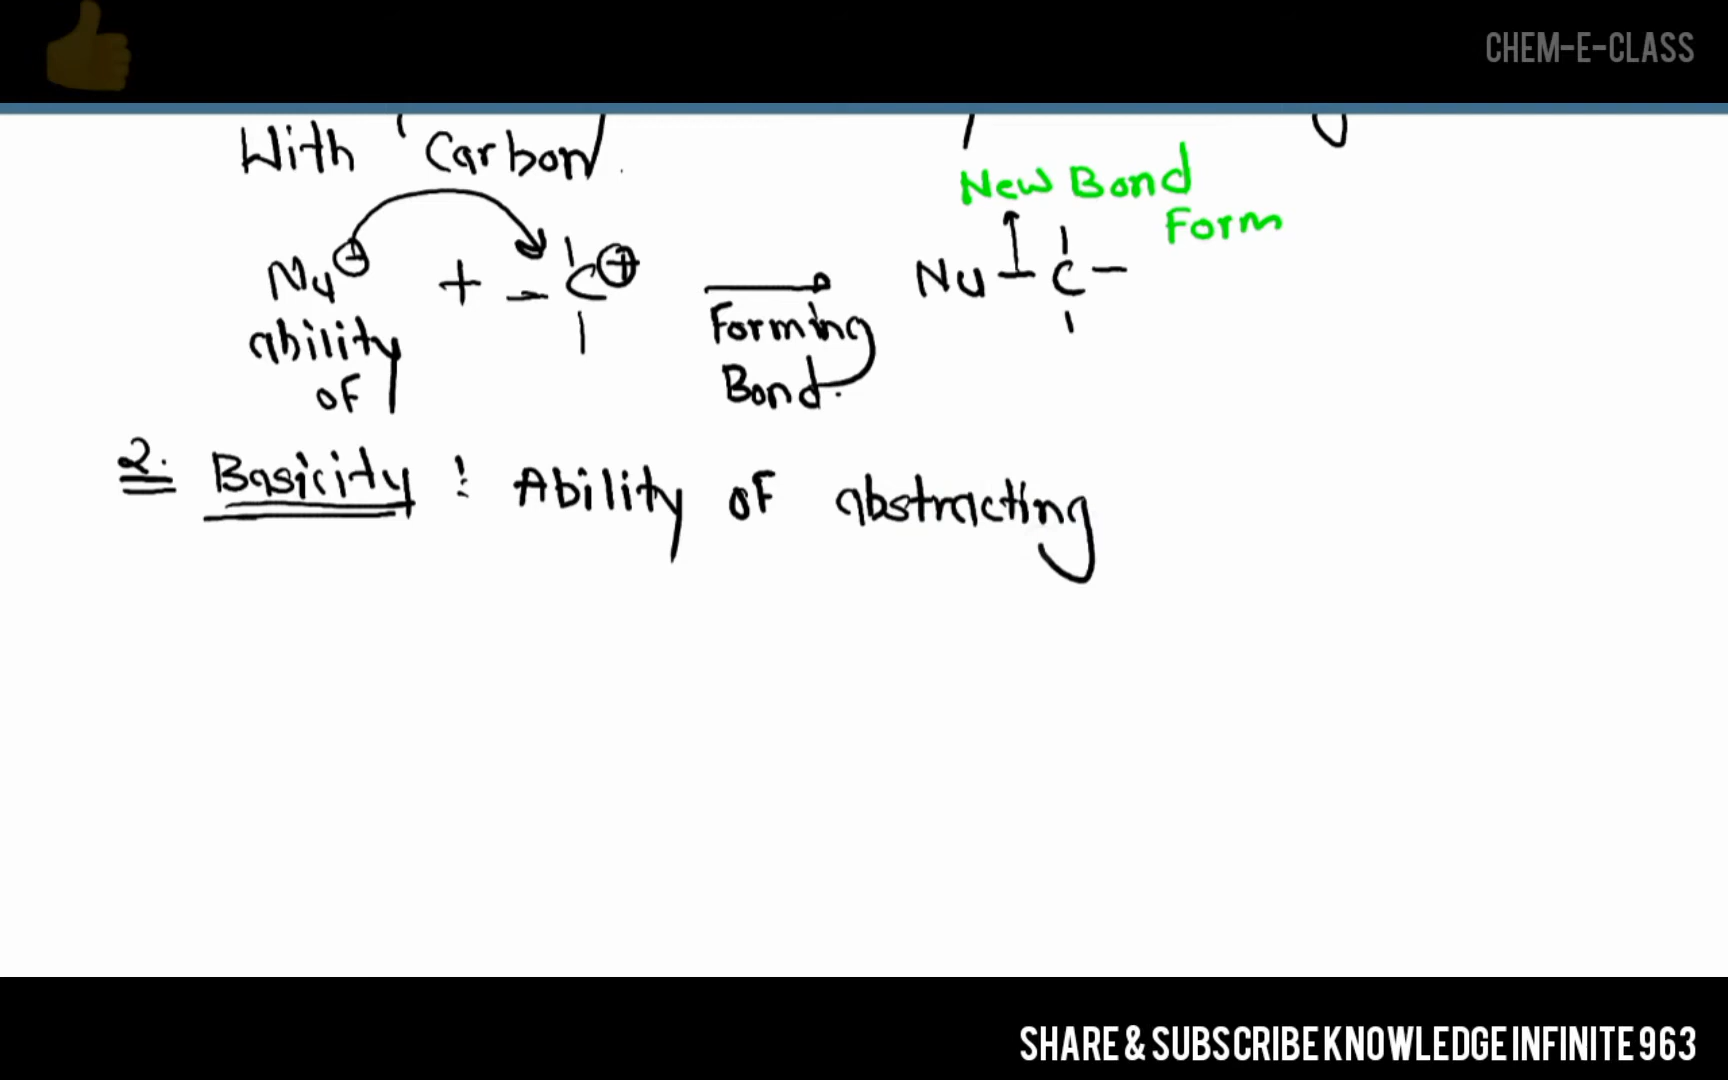 CHEM-E-CLASS
With Carbon
New Bond
Form
Nu⊖ + –C⊕ → Nu–C–
ability
of
Forming
Bond.
2. Basicity : Ability of abstracting
SHARE & SUBSCRIBE KNOWLEDGE INFINITE 963